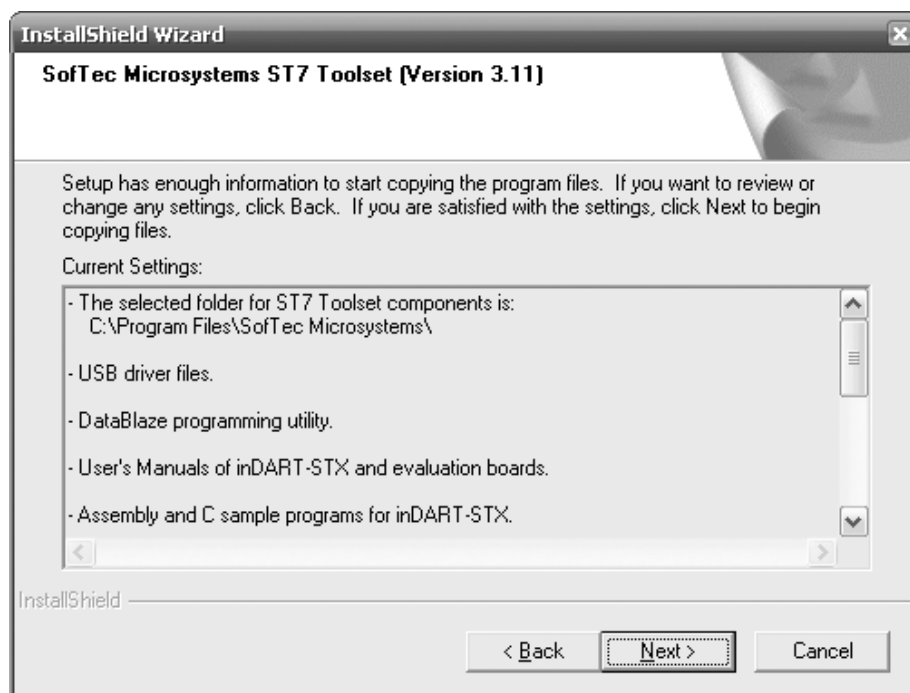 InstallShield Wizard
SofTec Microsystems ST7 Toolset (Version 3.11)
Setup has enough information to start copying the program files. If you want to review or
change any settings, click Back. If you are satisfied with the settings, click Next to begin
copying files.
Current Settings:
- The selected folder for ST7 Toolset components is:
C:\Program Files\SofTec Microsystems\
- USB driver files.
- DataBlaze programming utility.
- User's Manuals of inDART-STX and evaluation boards.
- Assembly and C sample programs for inDART-STX.
InstallShield
< Back
Next >
Cancel